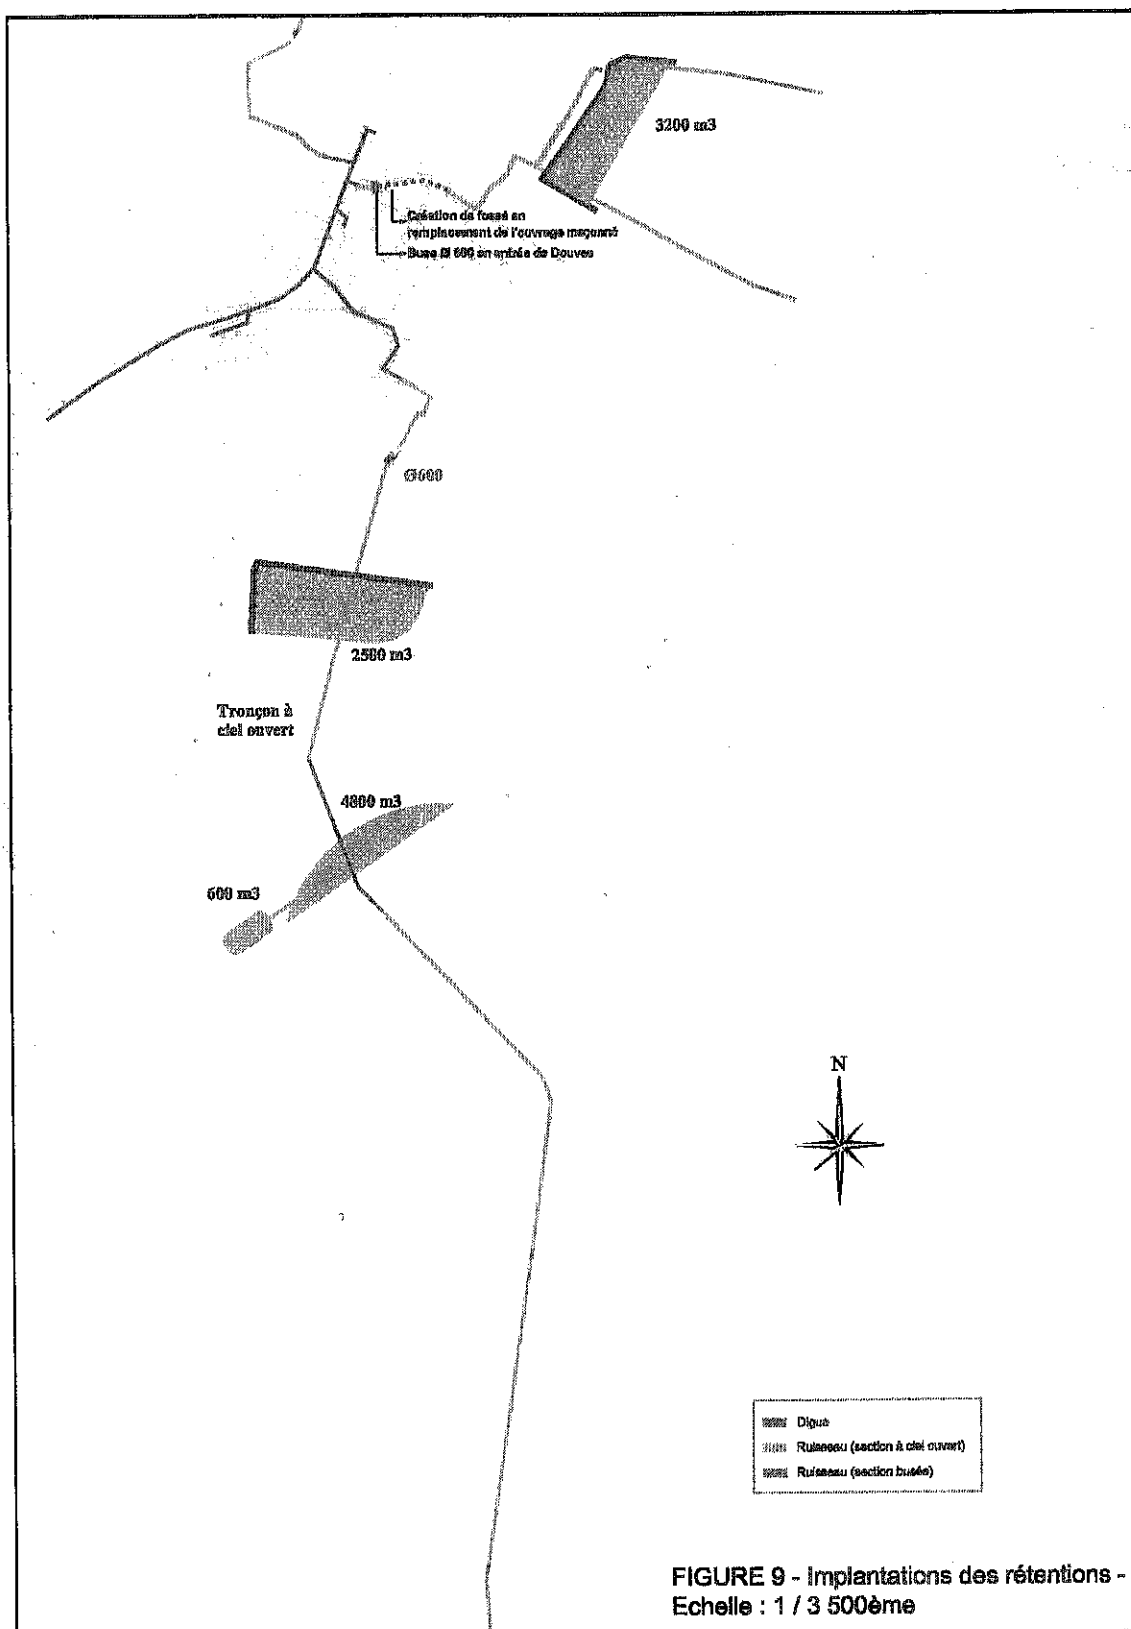 3200 m3
Création de fossé en
remplacement de l'ouvrage maçonné
Buse Ø 600 en entrée de Douves
Ø600
2500 m3
Tronçon à
ciel ouvert
4800 m3
600 m3
N
Digue
Ruisseau (section à ciel ouvert)
Ruisseau (section busée)
FIGURE 9 - Implantations des rétentions -
Echelle : 1 / 3 500ème